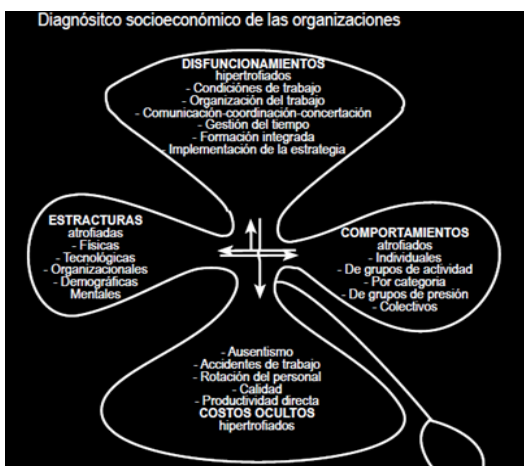 Diagnósitco socioeconómico de las organizaciones
DISFUNCIONAMIENTOS
hipertrofiados
- Condiciónes de trabajo
- Organización del trabajo
- Comunicación-coordinación-concertación
- Gestión del tiempo
- Formación integrada
- Implementación de la estrategia
ESTRACTURAS
atrofiadas
- Físicas
- Tecnológicas
- Organizacionales
- Demográficas
Mentales
COMPORTAMIENTOS
atrofiados
- Individuales
- De grupos de actividad
- Por categoria
- De grupos de presión
- Colectivos
- Ausentismo
- Accidentes de trabajo
- Rotación del personal
- Calidad
- Productividad directa
COSTOS OCULTOS
hipertrofiados